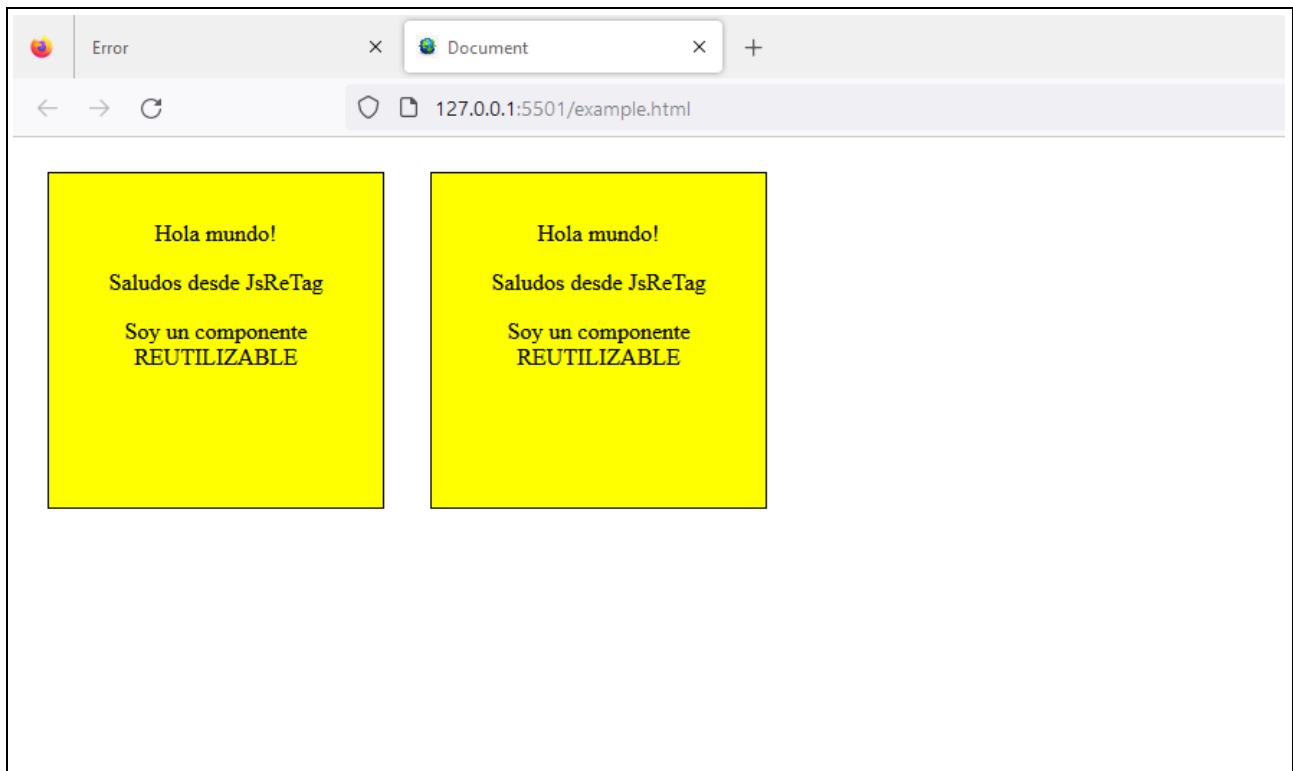 Error
Document
127.0.0.1:5501/example.html
Hola mundo!
Saludos desde JsReTag
Soy un componente
REUTILIZABLE
Hola mundo!
Saludos desde JsReTag
Soy un componente
REUTILIZABLE